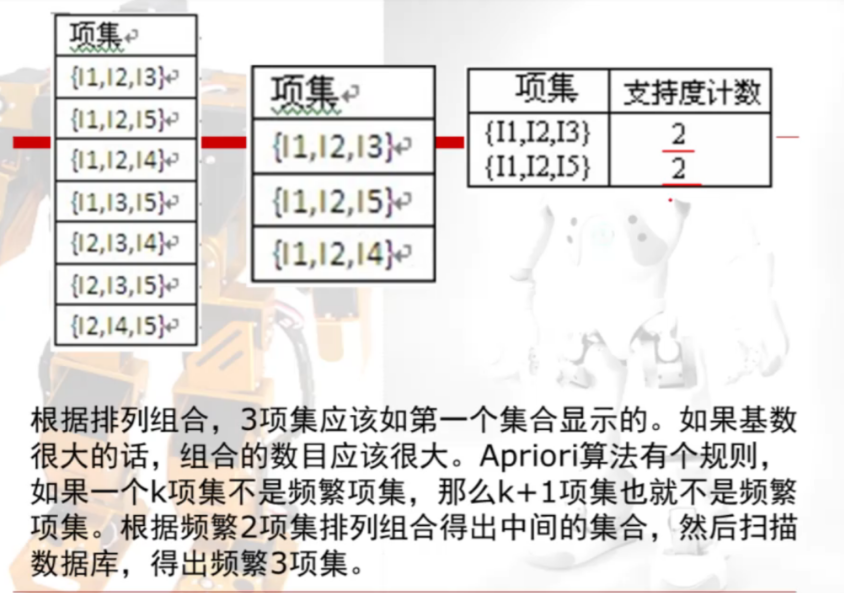 项集
{I1,I2,I3}
{I1,I2,I5}
{I1,I2,I4}
{I1,I3,I5}
{I2,I3,I4}
{I2,I3,I5}
{I2,I4,I5}
项集
{I1,I2,I3}
{I1,I2,I5}
{I1,I2,I4}
项集 支持度计数
{I1,I2,I3} 2
{I1,I2,I5} 2
根据排列组合，3项集应该如第一个集合显示的。如果基数
很大的话，组合的数目应该很大。Apriori算法有个规则，
如果一个k项集不是频繁项集，那么k+1项集也就不是频繁
项集。根据频繁2项集排列组合得出中间的集合，然后扫描
数据库，得出频繁3项集。